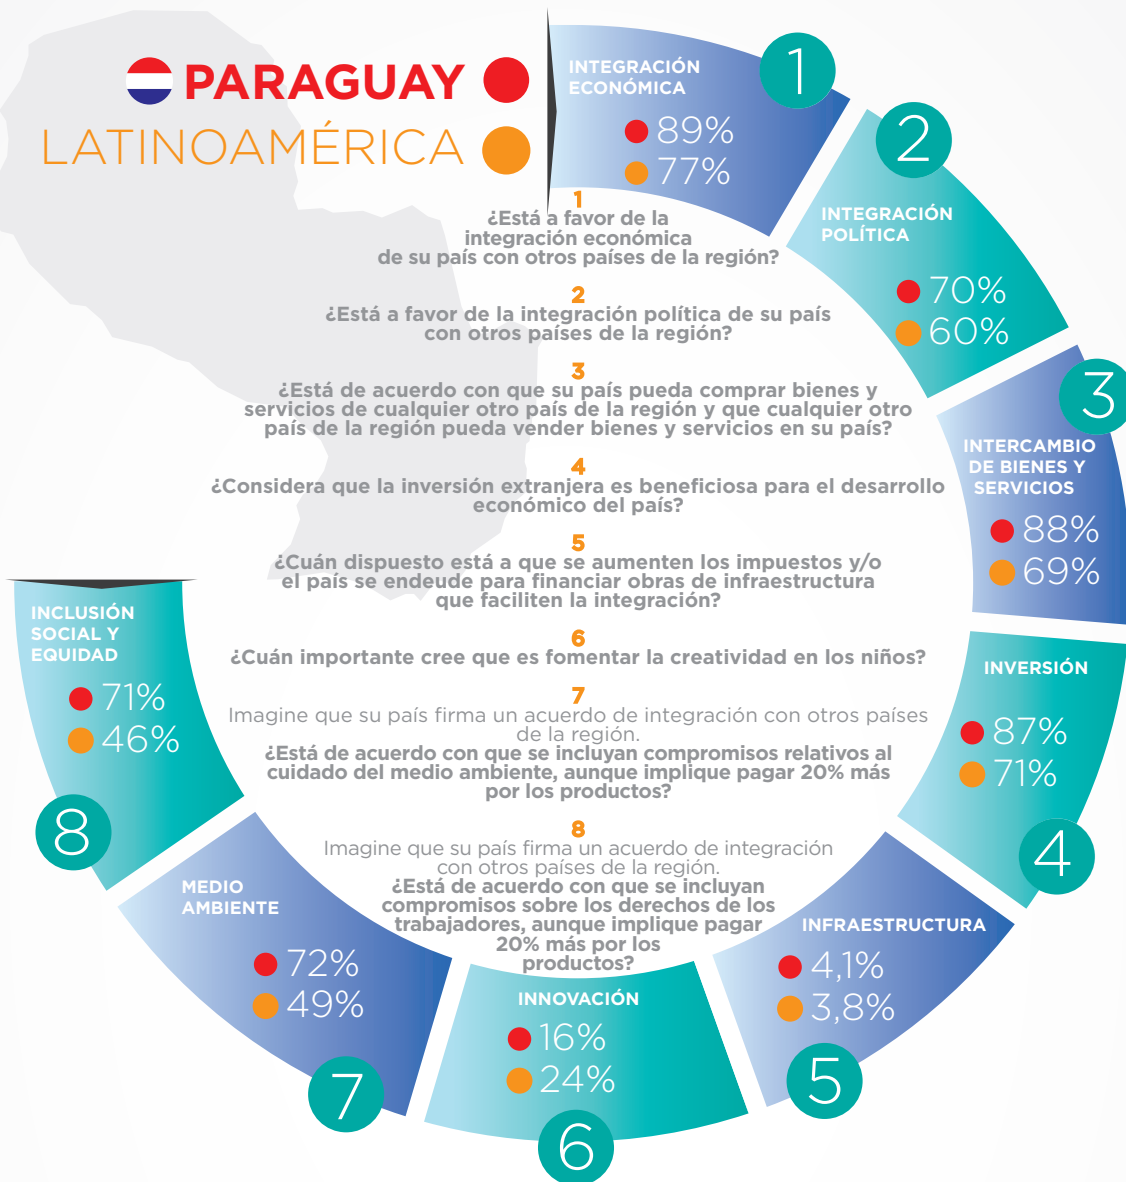 PARAGUAY
LATINOAMÉRICA
INTEGRACIÓN
ECONÓMICA
1
89%
77%
INTEGRACIÓN
POLÍTICA
2
70%
60%
3
INTERCAMBIO
DE BIENES Y
SERVICIOS
88%
69%
INVERSIÓN
87%
71%
4
INFRAESTRUCTURA
4,1%
3,8%
5
INNOVACIÓN
16%
24%
6
MEDIO
AMBIENTE
72%
49%
7
INCLUSIÓN
SOCIAL Y
EQUIDAD
71%
46%
8
1
¿Está a favor de la
integración económica
de su país con otros países de la región?
2
¿Está a favor de la integración política de su país
con otros países de la región?
3
¿Está de acuerdo con que su país pueda comprar bienes y
servicios de cualquier otro país de la región y que cualquier otro
país de la región pueda vender bienes y servicios en su país?
4
¿Considera que la inversión extranjera es beneficiosa para el desarrollo
económico del país?
5
¿Cuán dispuesto está a que se aumenten los impuestos y/o
el país se endeude para financiar obras de infraestructura
que faciliten la integración?
6
¿Cuán importante cree que es fomentar la creatividad en los niños?
7
Imagine que su país firma un acuerdo de integración con otros países
de la región.
¿Está de acuerdo con que se incluyan compromisos relativos al
cuidado del medio ambiente, aunque implique pagar 20% más
por los productos?
8
Imagine que su país firma un acuerdo de integración
con otros países de la región.
¿Está de acuerdo con que se incluyan
compromisos sobre los derechos de los
trabajadores, aunque implique pagar
20% más por los
productos?